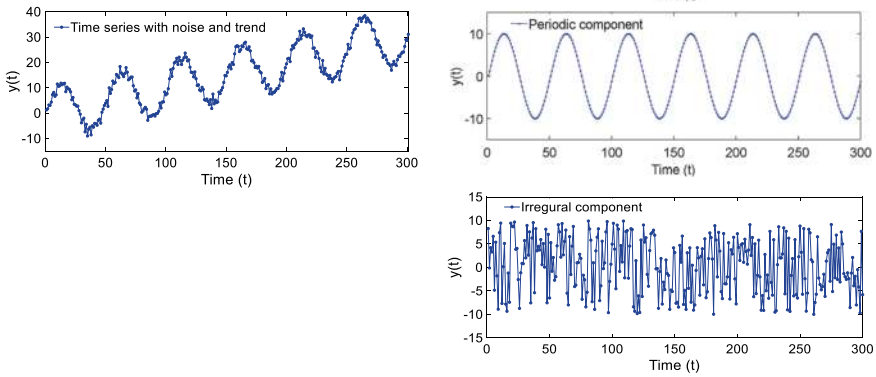 Time series with noise and trend
40
30
20
10
0
-10
y(t)
0 50 100 150 200 250 300
Time (t)
Periodic component
10
0
-10
y(t)
0 50 100 150 200 250 300
Time (t)
Irregural component
15
10
5
0
-5
-10
-15
y(t)
0 50 100 150 200 250 300
Time (t)